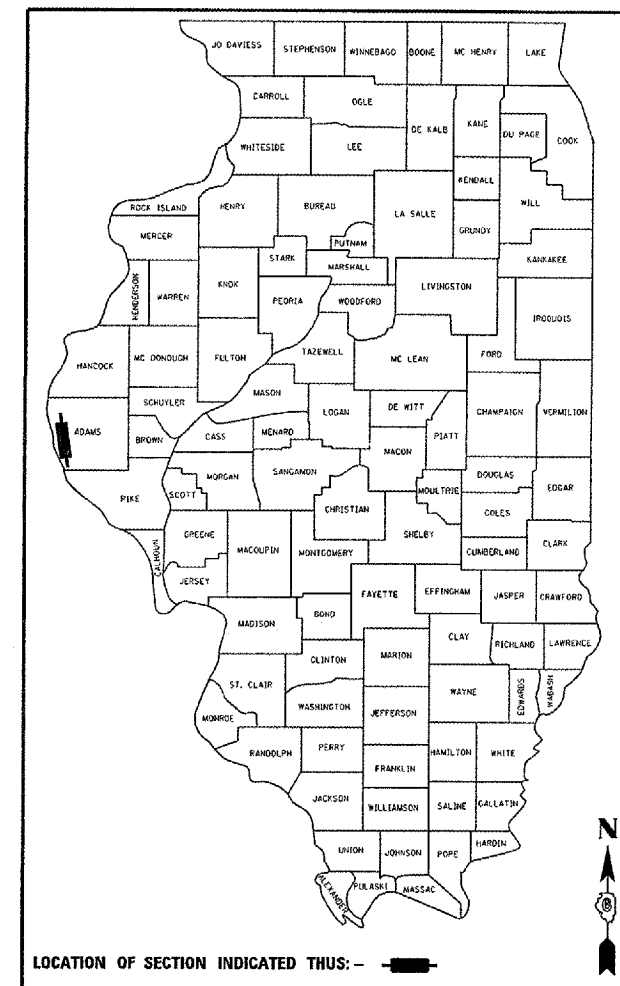 JO DAVIESS
STEPHENSON
WINNEBAGO
BOONE
MC HENRY
LAKE
CARROLL
OGLE
DE KALB
KANE
DU PAGE
COOK
WHITESIDE
LEE
KENDALL
ROCK ISLAND
HENRY
BUREAU
LA SALLE
GRUNDY
WILL
MERCER
PUTNAM
STARK
MARSHALL
KANKAKEE
HENDERSON
WARREN
KNOX
PEORIA
WOODFORD
LIVINGSTON
IROQUOIS
HANCOCK
MC DONOUGH
FULTON
TAZEWELL
MC LEAN
FORD
SCHUYLER
MASON
LOGAN
DE WITT
CHAMPAIGN
VERMILION
ADAMS
BROWN
CASS
MENARD
MACON
PIATT
PIKE
SCOTT
MORGAN
SANGAMON
CHRISTIAN
MOULTRIE
DOUGLAS
EDGAR
COLES
GREENE
MACOUPIN
MONTGOMERY
SHELBY
CUMBERLAND
CLARK
CALHOUN
JERSEY
FAYETTE
EFFINGHAM
JASPER
CRAWFORD
MADISON
BOND
CLAY
RICHLAND
LAWRENCE
CLINTON
MARION
ST. CLAIR
WAYNE
EDWARDS
WABASH
MONROE
WASHINGTON
JEFFERSON
RANDOLPH
PERRY
HAMILTON
WHITE
FRANKLIN
JACKSON
WILLIAMSON
SALINE
GALLATIN
UNION
JOHNSON
POPE
HARDIN
ALEXANDER
PULASKI
MASSAC
N
LOCATION OF SECTION INDICATED THUS: -